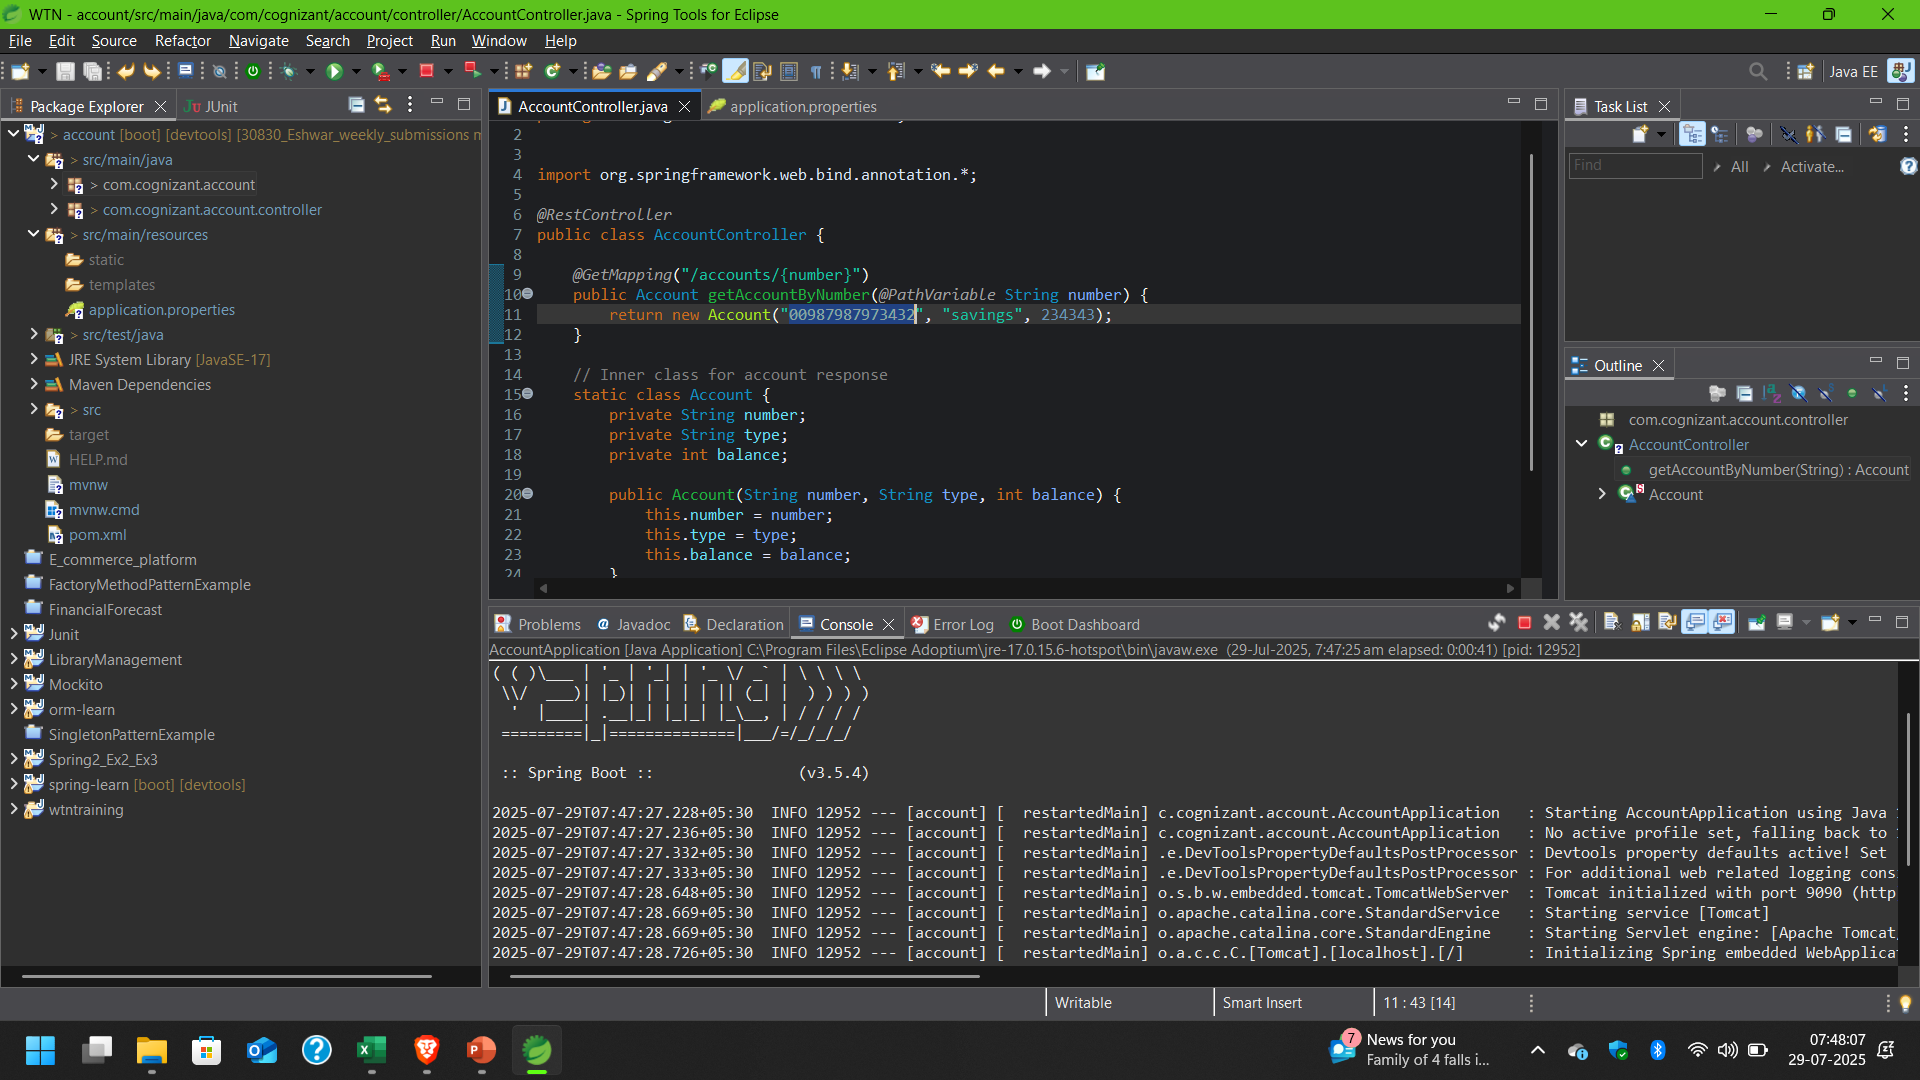 WTN - account/src/main/java/com/cognizant/account/controller/AccountController.java - Spring Tools for Eclipse
File Edit Source Refactor Navigate Search Project Run Window Help
Java EE
Package Explorer
JUnit
account [boot] [devtools] [30830_Eshwar_weekly_submissions m
> src/main/java
> com.cognizant.account
> com.cognizant.account.controller
> src/main/resources
static
templates
application.properties
> src/test/java
JRE System Library [JavaSE-17]
Maven Dependencies
> src
target
HELP.md
mvnw
mvnw.cmd
pom.xml
E_commerce_platform
FactoryMethodPatternExample
FinancialForecast
Junit
LibraryManagement
Mockito
orm-learn
SingletonPatternExample
Spring2_Ex2_Ex3
spring-learn [boot] [devtools]
wtntraining
AccountController.java
application.properties
2
3
4 import org.springframework.web.bind.annotation.*;
5
6 @RestController
7 public class AccountController {
8
9 @GetMapping("/accounts/{number}")
10 public Account getAccountByNumber(@PathVariable String number) {
11 return new Account("00987987973432", "savings", 234343);
12 }
13
14 // Inner class for account response
15 static class Account {
16 private String number;
17 private String type;
18 private int balance;
19
20 public Account(String number, String type, int balance) {
21 this.number = number;
22 this.type = type;
23 this.balance = balance;
24 }
Task List
Find
All
Activate...
Outline
com.cognizant.account.controller
AccountController
getAccountByNumber(String) : Account
Account
Problems
Javadoc
Declaration
Console
Error Log
Boot Dashboard
AccountApplication [Java Application] C:\Program Files\Eclipse Adoptium\jre-17.0.15.6-hotspot\bin\javaw.exe (29-Jul-2025, 7:47:25 am elapsed: 0:00:41) [pid: 12952]
( ( )\___ | '_ | '_| | '_ \/ _` | \ \ \ \
\\/  ___)| |_)| | | | | || (_| |  ) ) ) )
'  |____| .__|_| |_|_| |_\__, | / / / /
=========|_|==============|___/=/_/_/_/
:: Spring Boot :: (v3.5.4)
2025-07-29T07:47:27.228+05:30 INFO 12952 --- [account] [ restartedMain] c.cognizant.account.AccountApplication : Starting AccountApplication using Java
2025-07-29T07:47:27.236+05:30 INFO 12952 --- [account] [ restartedMain] c.cognizant.account.AccountApplication : No active profile set, falling back to
2025-07-29T07:47:27.332+05:30 INFO 12952 --- [account] [ restartedMain] .e.DevToolsPropertyDefaultsPostProcessor : Devtools property defaults active! Set
2025-07-29T07:47:27.333+05:30 INFO 12952 --- [account] [ restartedMain] .e.DevToolsPropertyDefaultsPostProcessor : For additional web related logging cons
2025-07-29T07:47:28.648+05:30 INFO 12952 --- [account] [ restartedMain] o.s.b.w.embedded.tomcat.TomcatWebServer : Tomcat initialized with port 9090 (http
2025-07-29T07:47:28.669+05:30 INFO 12952 --- [account] [ restartedMain] o.apache.catalina.core.StandardService : Starting service [Tomcat]
2025-07-29T07:47:28.669+05:30 INFO 12952 --- [account] [ restartedMain] o.apache.catalina.core.StandardEngine : Starting Servlet engine: [Apache Tomcat
2025-07-29T07:47:28.726+05:30 INFO 12952 --- [account] [ restartedMain] o.a.c.c.C.[Tomcat].[localhost].[/] : Initializing Spring embedded WebApplica
Writable
Smart Insert
11 : 43 [14]
7
News for you
Family of 4 falls i...
07:48:07
29-07-2025